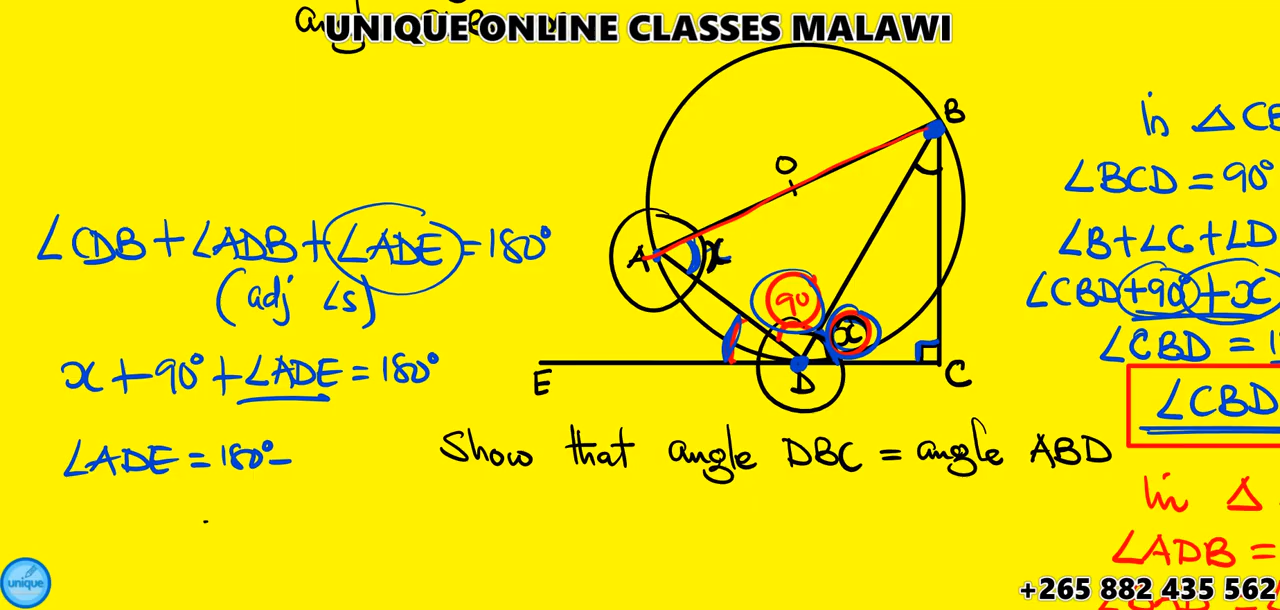 UNIQUE ONLINE CLASSES MALAWI
∠CDB + ∠ADB + ∠ADE = 180°
(adj ∠s)
x + 90° + ∠ADE = 180°
∠ADE = 180° –
B
O
A
x
90
x
E
D
C
Show that angle DBC = angle ABD
In △ CB
∠BCD = 90°
∠B + ∠C + ∠D
∠CBD + 90° + x
∠CBD = 1
∠CBD
In △
∠ADB =
+265 882 435 562
unique